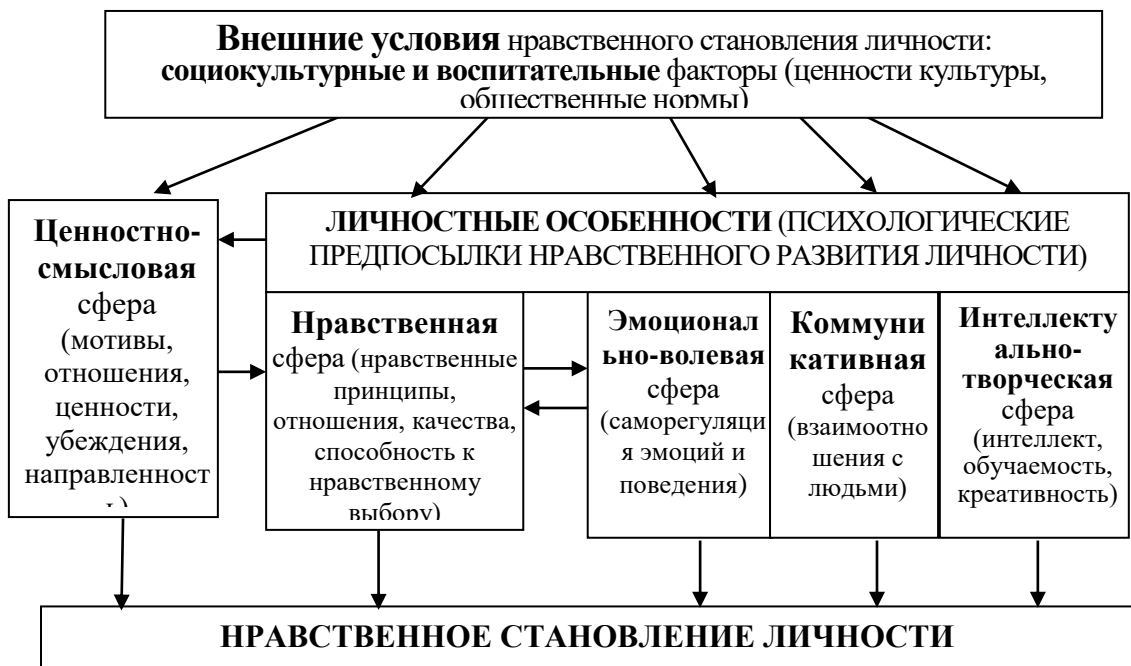 Внешние условия нравственного становления личности:
социокультурные и воспитательные факторы (ценности культуры,
общественные нормы)
Ценностно-
смысловая
сфера
(мотивы,
отношения,
ценности,
убеждения,
направленност
ь)
ЛИЧНОСТНЫЕ ОСОБЕННОСТИ (ПСИХОЛОГИЧЕСКИЕ
ПРЕДПОСЫЛКИ НРАВСТВЕННОГО РАЗВИТИЯ ЛИЧНОСТИ)
Нравственная
сфера (нравственные
принципы,
отношения, качества,
способность к
нравственному
выбору)
Эмоционал
ьно-волевая
сфера
(саморегуляци
я эмоций и
поведения)
Коммуни
кативная
сфера
(взаимоотно
шения с
людьми)
Интеллекту
ально-
творческая
сфера
(интеллект,
обучаемость,
креативность)
НРАВСТВЕННОЕ СТАНОВЛЕНИЕ ЛИЧНОСТИ